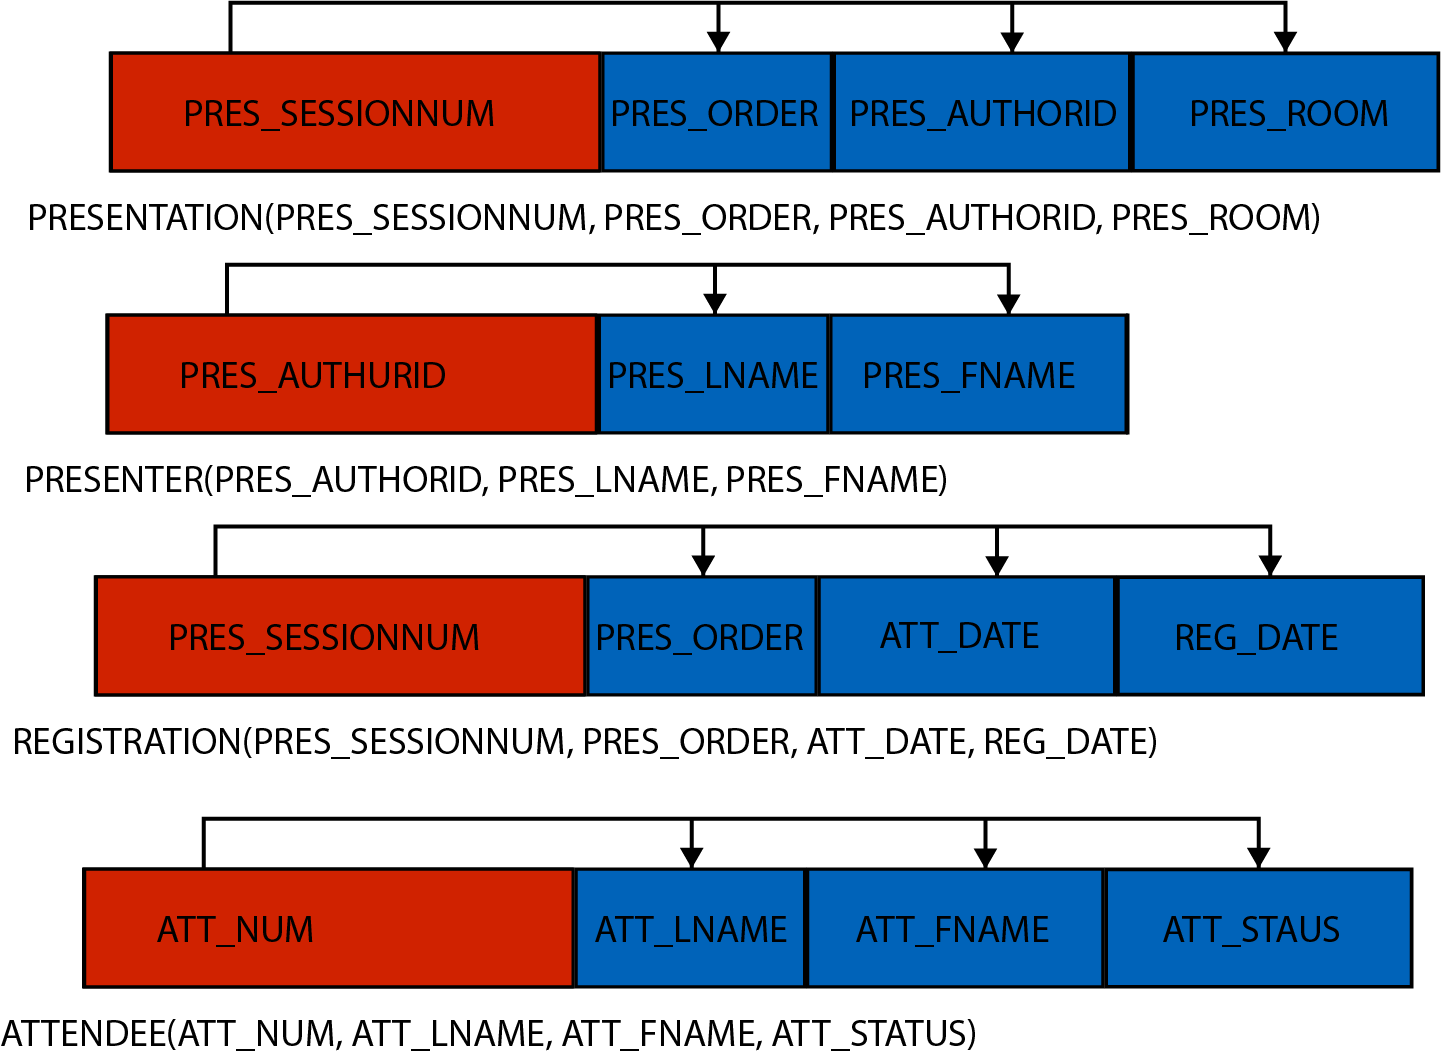 PRES_SESSIONNUM PRES_ORDER PRES_AUTHORID PRES_ROOM
PRESENTATION(PRES_SESSIONNUM, PRES_ORDER, PRES_AUTHORID, PRES_ROOM)
PRES_AUTHURID PRES_LNAME PRES_FNAME
PRESENTER(PRES_AUTHORID, PRES_LNAME, PRES_FNAME)
PRES_SESSIONNUM PRES_ORDER ATT_DATE REG_DATE
REGISTRATION(PRES_SESSIONNUM, PRES_ORDER, ATT_DATE, REG_DATE)
ATT_NUM ATT_LNAME ATT_FNAME ATT_STAUS
ATTENDEE(ATT_NUM, ATT_LNAME, ATT_FNAME, ATT_STATUS)